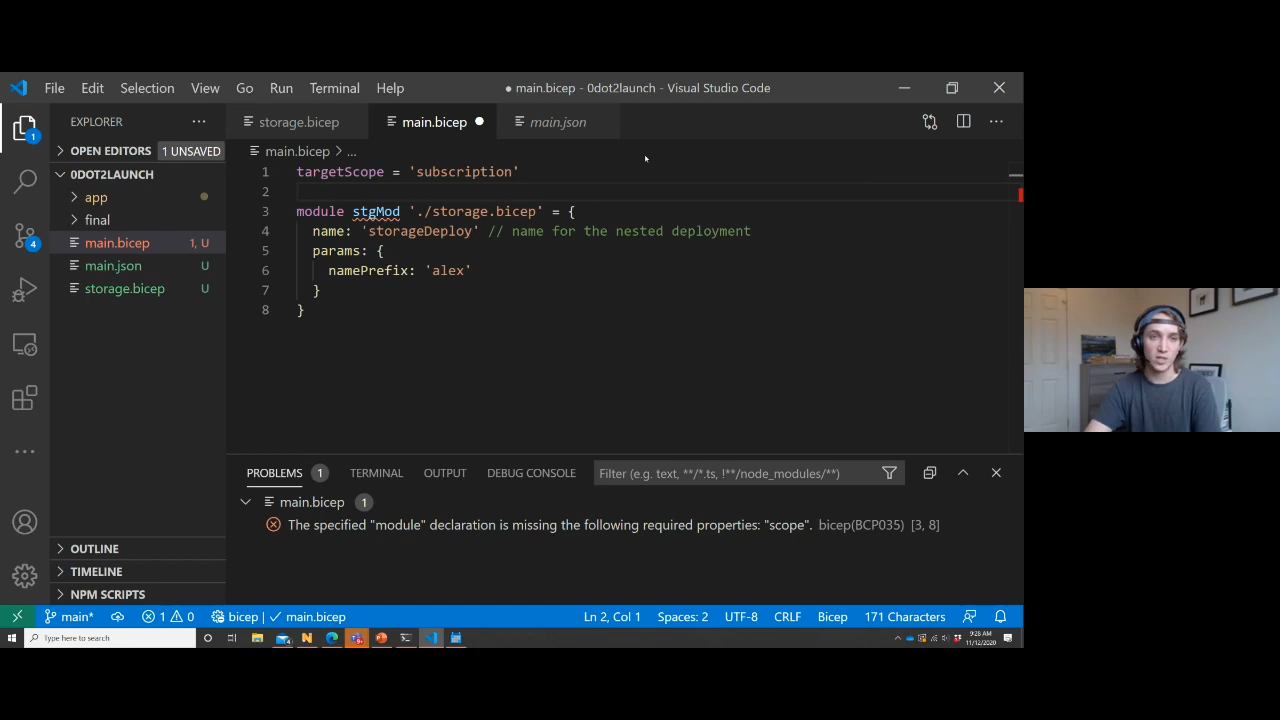 File Edit Selection View Go Run Terminal Help
● main.bicep - 0dot2launch - Visual Studio Code
EXPLORER
storage.bicep
main.bicep
main.json
OPEN EDITORS 1 UNSAVED
0DOT2LAUNCH
app
final
main.bicep 1, U
main.json U
storage.bicep U
OUTLINE
TIMELINE
NPM SCRIPTS
1
4
main.bicep > ...
1 targetScope = 'subscription'
2
3 module stgMod './storage.bicep' = {
4 name: 'storageDeploy' // name for the nested deployment
5 params: {
6 namePrefix: 'alex'
7 }
8 }
PROBLEMS 1 TERMINAL OUTPUT DEBUG CONSOLE
Filter (e.g. text, **/*.ts, !**/node_modules/**)
main.bicep 1
The specified "module" declaration is missing the following required properties: "scope". bicep(BCP035) [3, 8]
main* 1 0 bicep | ✓ main.bicep
Ln 2, Col 1 Spaces: 2 UTF-8 CRLF Bicep 171 Characters
Type here to search
9:28 AM
11/12/2020